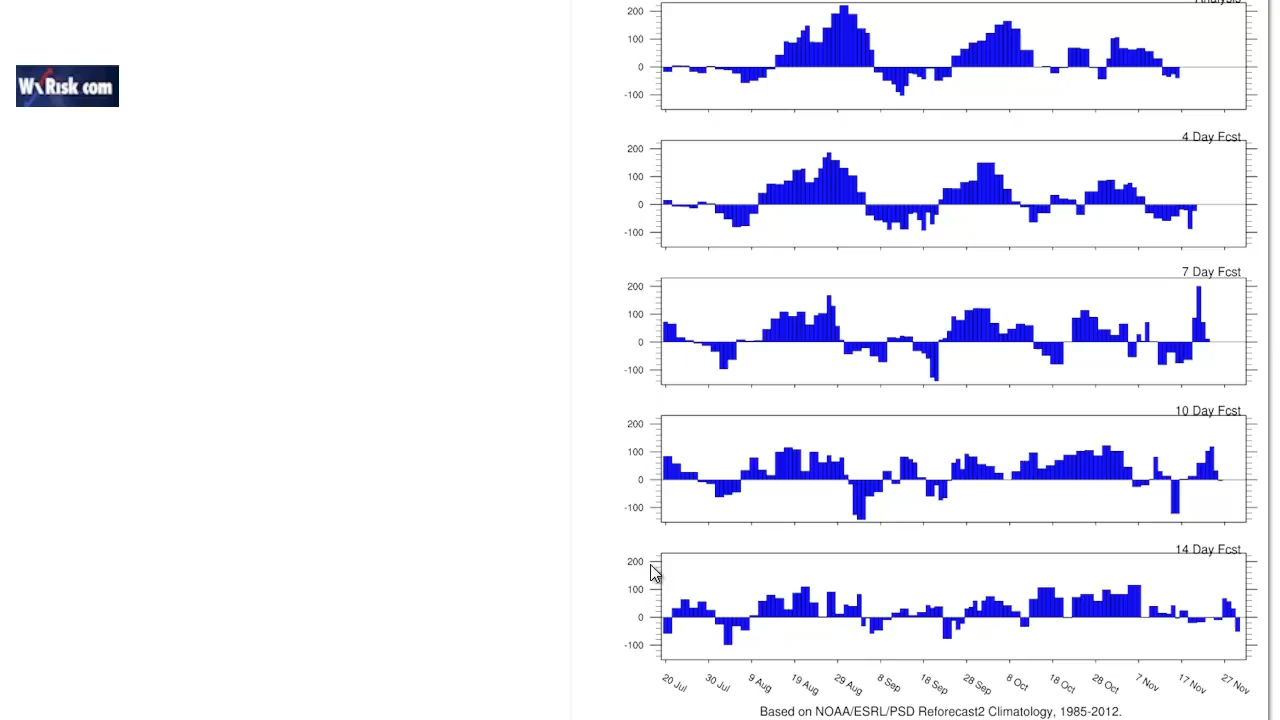 Analysis
200
100
0
-100
WxRisk com
4 Day Fcst
200
100
0
-100
7 Day Fcst
200
100
0
-100
10 Day Fcst
200
100
0
-100
14 Day Fcst
200
100
0
-100
20 Jul 30 Jul 9 Aug 19 Aug 29 Aug 8 Sep 18 Sep 28 Sep 8 Oct 18 Oct 28 Oct 7 Nov 17 Nov 27 Nov
Based on NOAA/ESRL/PSD Reforecast2 Climatology, 1985-2012.